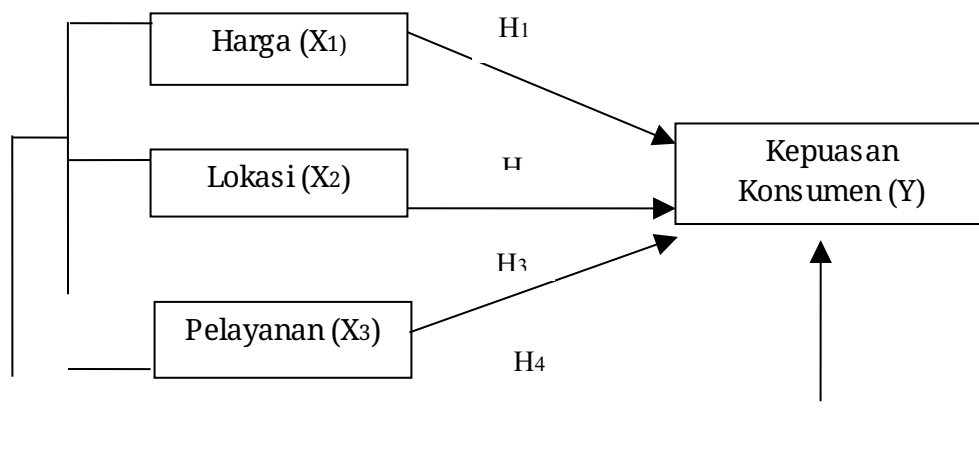 H1
Harga (X1)
Kepuasan
Konsumen (Y)
H
Lokasi (X2)
H3
Pelayanan (X3)
H4